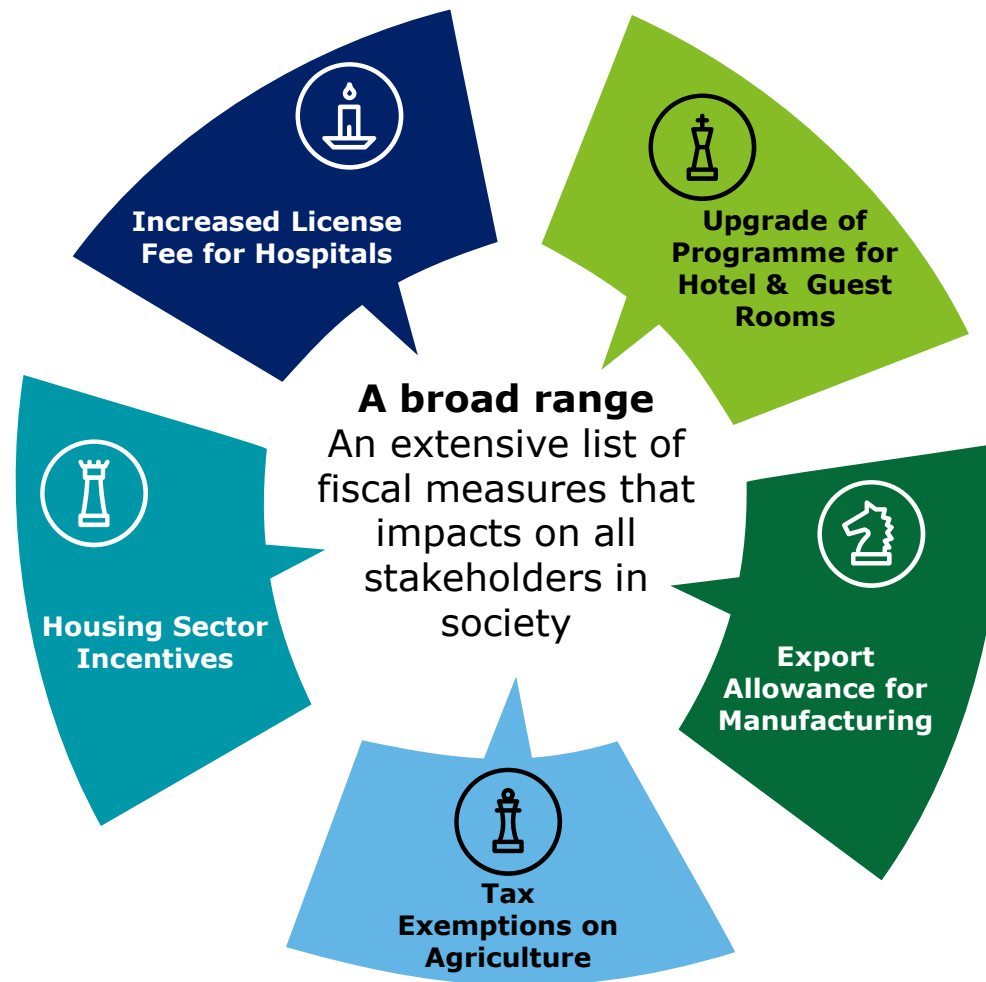 Increased License
Fee for Hospitals
Upgrade of
Programme for
Hotel &  Guest
Rooms
A broad range
An extensive list of
fiscal measures that
impacts on all
stakeholders in
society
Housing Sector
Incentives
Export
Allowance for
Manufacturing
Tax
Exemptions on
Agriculture